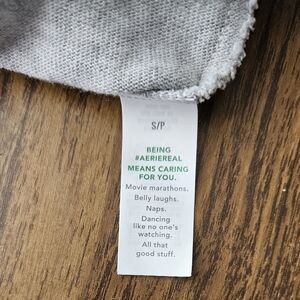 S/P
BEING
#AERIEREAL
MEANS CARING
FOR YOU.
Movie marathons.
Belly laughs.
Naps.
Dancing
like no one's
watching.
All that
good stuff.